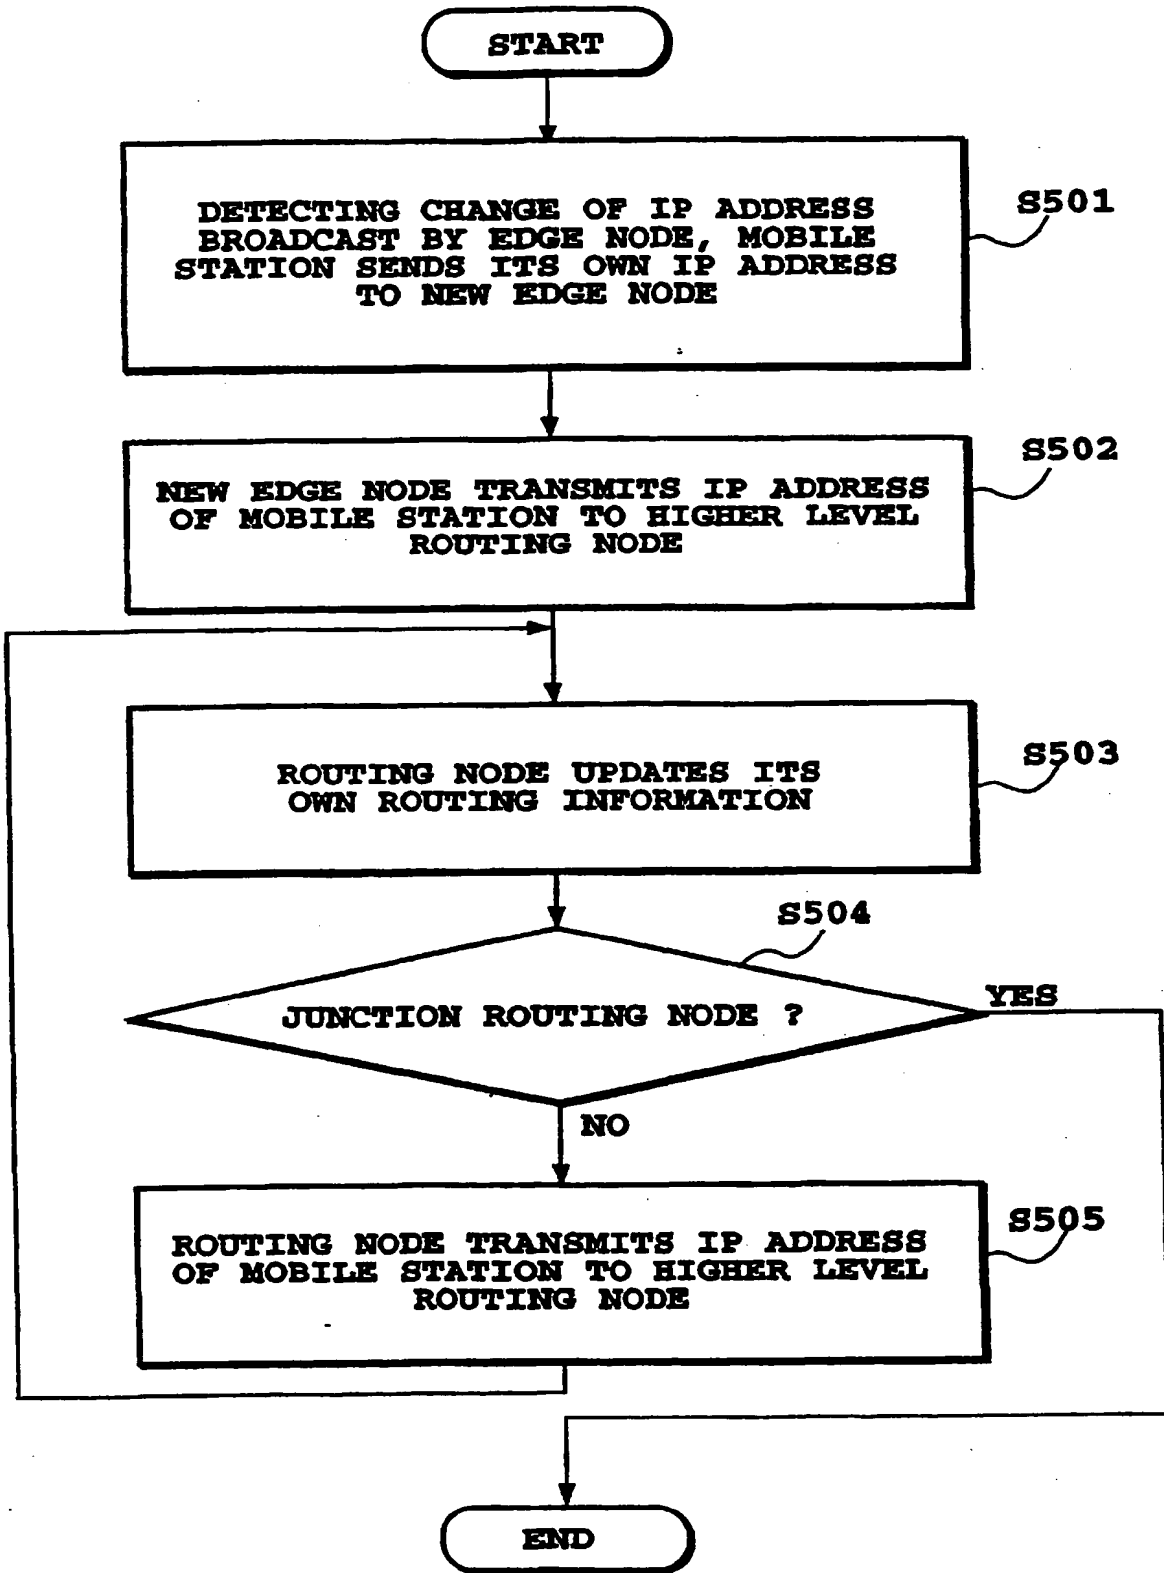 START
DETECTING CHANGE OF IP ADDRESS
BROADCAST BY EDGE NODE, MOBILE
STATION SENDS ITS OWN IP ADDRESS
TO NEW EDGE NODE
S501
NEW EDGE NODE TRANSMITS IP ADDRESS
OF MOBILE STATION TO HIGHER LEVEL
ROUTING NODE
S502
ROUTING NODE UPDATES ITS
OWN ROUTING INFORMATION
S503
S504
JUNCTION ROUTING NODE ?
YES
NO
ROUTING NODE TRANSMITS IP ADDRESS
OF MOBILE STATION TO HIGHER LEVEL
ROUTING NODE
S505
END